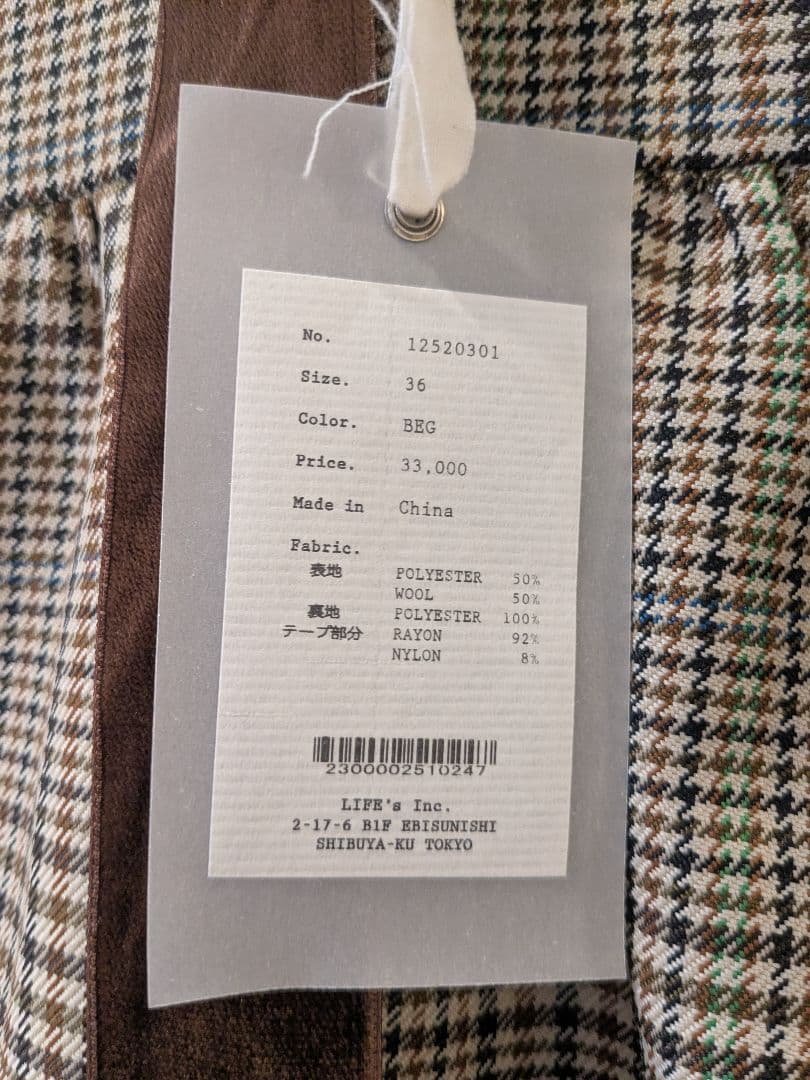 No. 12520301
Size. 36
Color. BEG
Price. 33,000
Made in China
Fabric.
表地 POLYESTER 50%
WOOL 50%
裏地 POLYESTER 100%
テープ部分 RAYON 92%
NYLON 8%
2300002510247
LIFE's Inc.
2-17-6 B1F EBISUNISHI
SHIBUYA-KU TOKYO